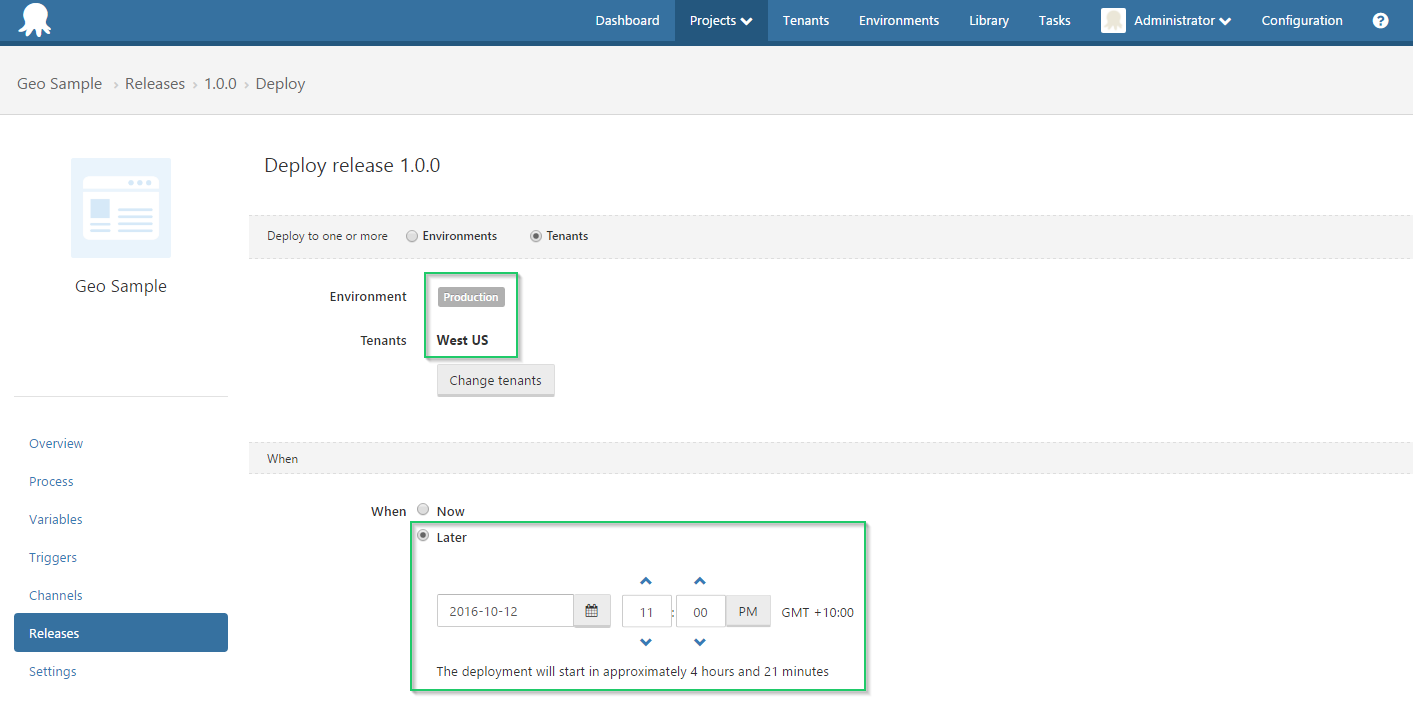 Dashboard Projects Tenants Environments Library Tasks Administrator Configuration ?
Geo Sample › Releases › 1.0.0 › Deploy
Deploy release 1.0.0
Deploy to one or more Environments Tenants
Geo Sample
Environment Production
Tenants West US
Change tenants
Overview
Process
Variables
Triggers
Channels
Releases
Settings
When
When Now
Later
2016-10-12 11 : 00 PM GMT +10:00
The deployment will start in approximately 4 hours and 21 minutes